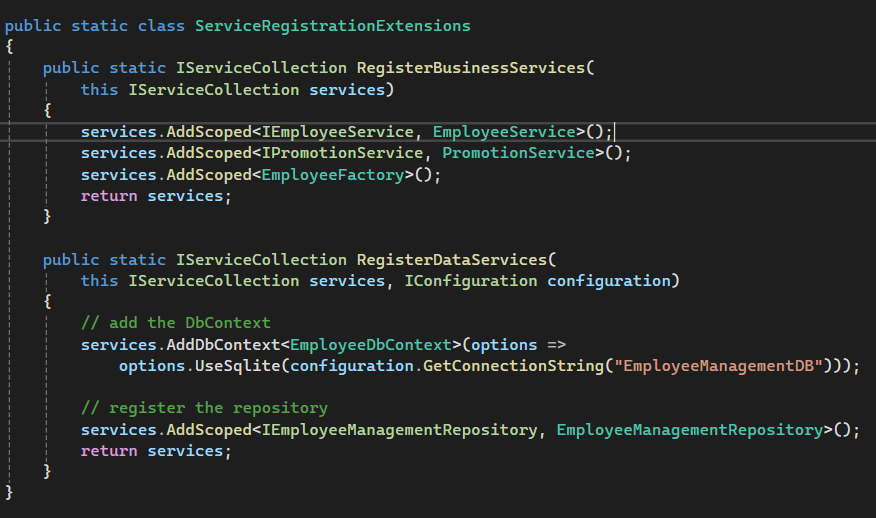 public static class ServiceRegistrationExtensions
{
    public static IServiceCollection RegisterBusinessServices(
        this IServiceCollection services)
    {
        services.AddScoped<IEmployeeService, EmployeeService>();
        services.AddScoped<IPromotionService, PromotionService>();
        services.AddScoped<EmployeeFactory>();
        return services;
    }

    public static IServiceCollection RegisterDataServices(
        this IServiceCollection services, IConfiguration configuration)
    {
        // add the DbContext
        services.AddDbContext<EmployeeDbContext>(options =>
            options.UseSqlite(configuration.GetConnectionString("EmployeeManagementDB")));

        // register the repository
        services.AddScoped<IEmployeeManagementRepository, EmployeeManagementRepository>();
        return services;
    }
}